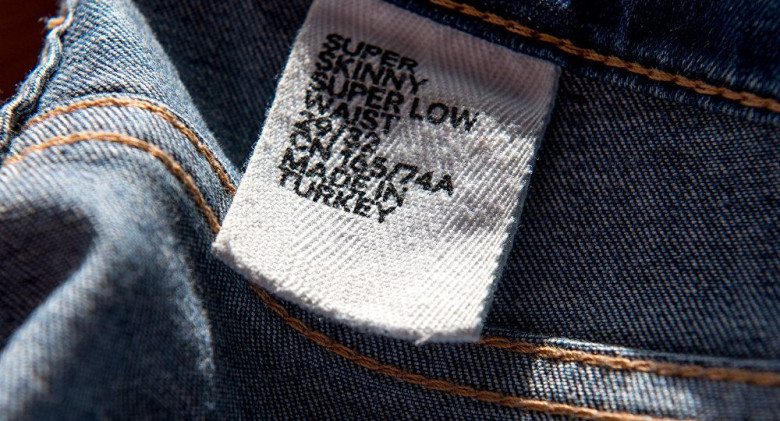 SUPER
SKINNY
SUPER LOW
WAIST
29/32
CN 165/74A
MADE IN
TURKEY